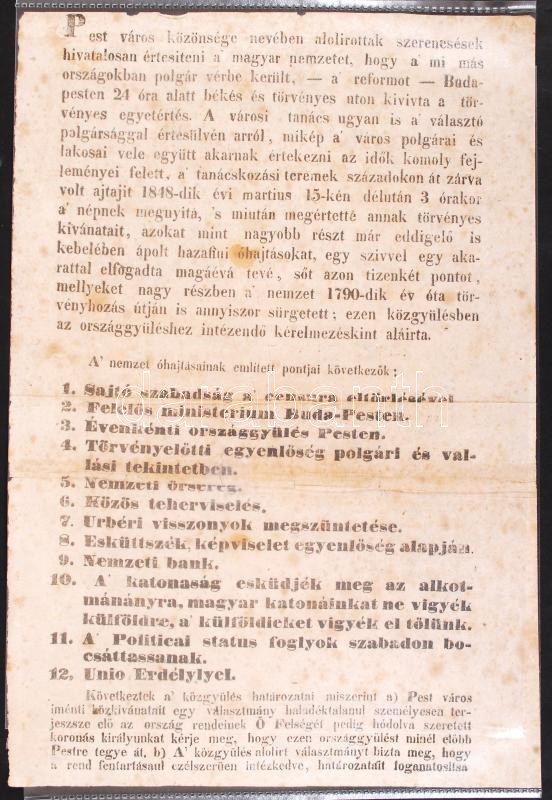 Pest város közönsége nevében alolirottak szerencsések
hivatalosan értesiteni a magyar nemzetet, hogy a mi más
országokban polgár vérbe került, — a' reformot — Buda-
pesten 24 óra alatt békés és törvényes uton kivivta a tör-
vényes egyetértés. A városi tanács ugyan is a választó
polgársággal értesülvén arról, mikép a' város polgárai és
lakosai vele együtt akarnak értekezni az idők komoly fej-
leményei felett, a' tanácskozási teremek századokon át zárva
volt ajtajit 1848-dik évi martius 15-kén délután 3 órakor
a' népnek megnyitá, 's miután megértetté annak törvényes
kivánatait, azokat mint nagyobb részt már eddigelő is
kebelében ápolt hazafiui óhajtásokat, egy szivvel egy aka-
rattal elfogadta magáévá tevé, sőt azon tizenkét pontot,
mellyeket nagy részben a' nemzet 1790-dik év óta tör-
vényhozás útján is annyiszor sürgetett; ezen közgyülésben
az országgyüléshez intézendő kérelmezéskint aláirta.
A' nemzet óhajtásainak emlitett pontjai következők:
1. Sajtó szabadság a' censura eltörlésével
2. Felelős ministerium Buda-Pesten.
3. Évenkénti országgyülés Pesten.
4. Törvényelőtti egyenlőség polgári és val-
lási tekintetben.
5. Nemzeti őrsereg.
6. Közös teherviselés.
7. Urbéri visszonyok megszüntetése.
8. Esküttszék, képviselet egyenlőség alapján.
9. Nemzeti bank.
10. A' katonaság esküdjék meg az alkot-
mánányra, magyar katonáinkat ne vigyék
külföldre, a' külföldieket vigyék el tőlünk.
11. A' Politicai status foglyok szabadon bo-
csáttassanak.
12. Unio Erdélylyel.
Következtek a' közgyülés határozatai miszerint a) Pest város
iménti közkivánatait egy választmány haladéktalanul személyesen ter-
jeszsze elő az ország rendeinek Ő Felségét pedig hódolva szeretett
koronás királyunkat kérje meg, hogy ezen országgyülést minél előbb
Pestre tegye át, b) A' közgyülés alolirt választmányt bizta meg, hogy
a rend fentartásaul czélszerüen intézkedve, határozatait foganatosítsa